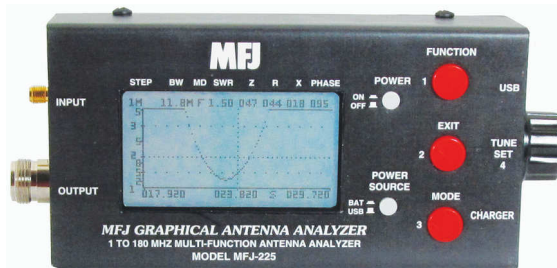 MFJ
FUNCTION
STEP BW MD SWR Z R X PHASE
POWER
ON
OFF
1
USB
INPUT
1M 11.8M F 1.50 047 044 018 095
5
3
2
1
017.920 023.820 S 029.720
EXIT
2
TUNE
SET
4
OUTPUT
POWER
SOURCE
BAT
USB
MODE
3
CHARGER
MFJ GRAPHICAL ANTENNA ANALYZER
1 TO 180 MHZ MULTI-FUNCTION ANTENNA ANALYZER
MODEL MFJ-225